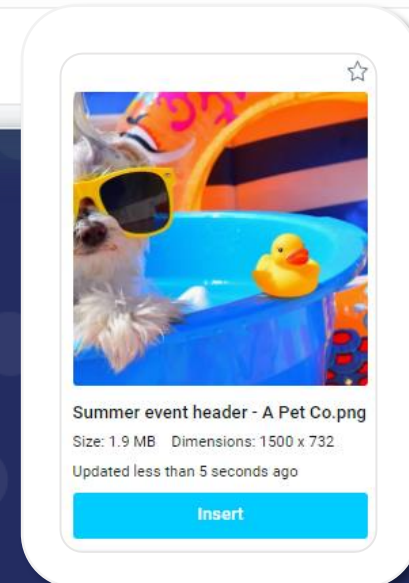 Summer event header - A Pet Co.png
Size: 1.9 MB Dimensions: 1500 x 732
Updated less than 5 seconds ago
Insert